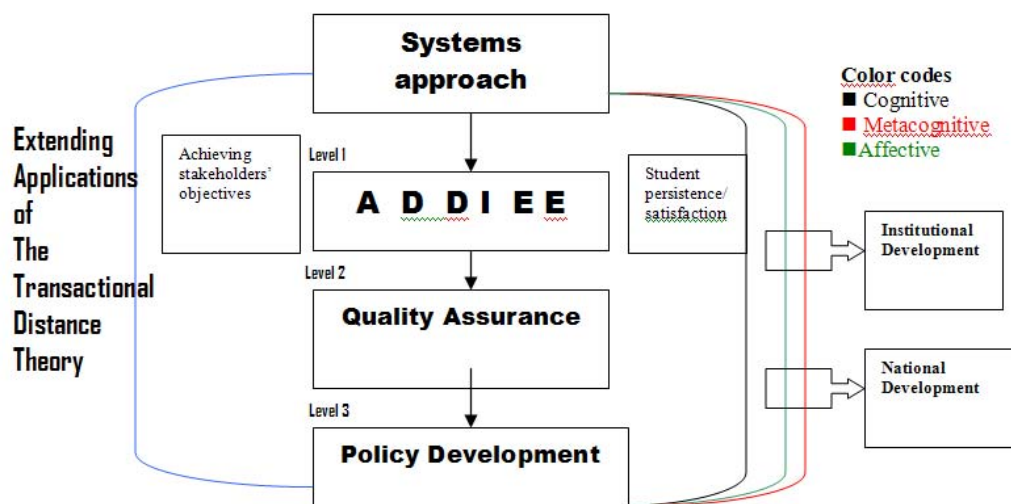 Systems
approach
Color codes
Cognitive
Metacognitive
Affective
Extending
Applications
of
The
Transactional
Distance
Theory
Achieving
stakeholders’
objectives
Level 1
A D D I E E
Student
persistence/
satisfaction
Institutional
Development
Level 2
Quality Assurance
National
Development
Level 3
Policy Development